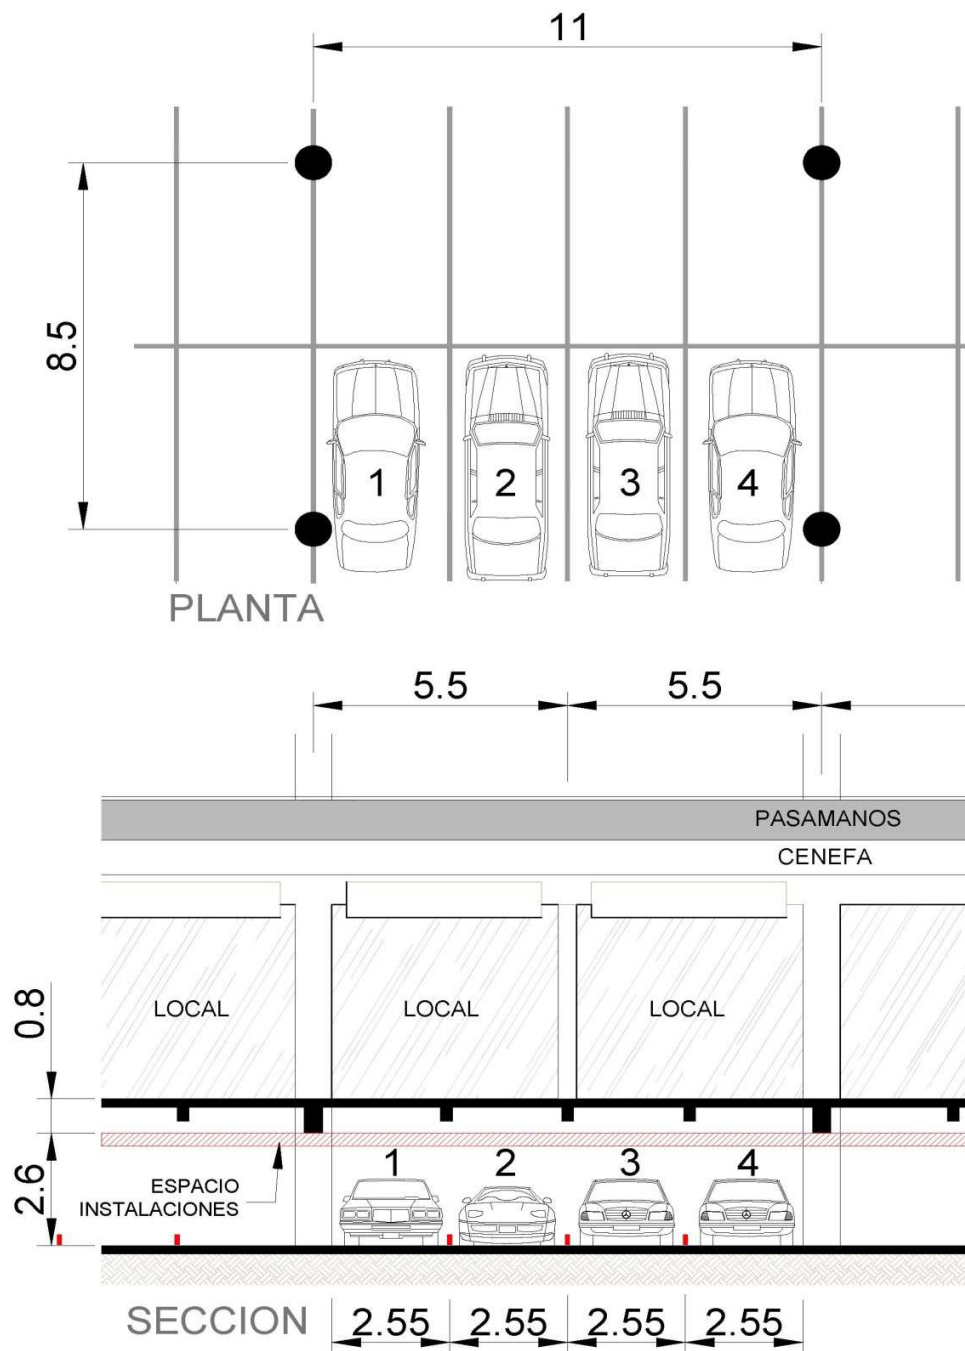 11
8.5
1 2 3 4
PLANTA
5.5 5.5
PASAMANOS
CENEFA
LOCAL LOCAL LOCAL
0.8
1 2 3 4
2.6
ESPACIO
INSTALACIONES
SECCION
2.55 2.55 2.55 2.55